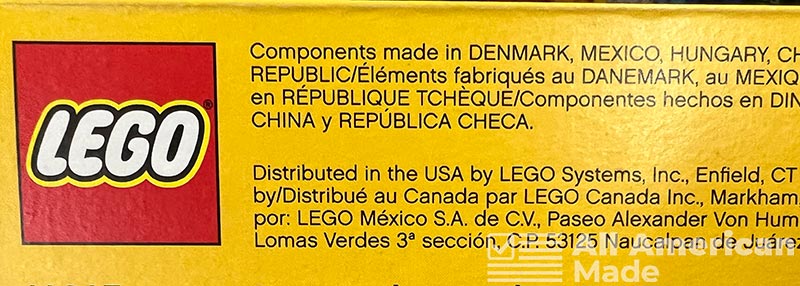 LEGO
Components made in DENMARK, MEXICO, HUNGARY, CH
REPUBLIC/Éléments fabriqués au DANEMARK, au MEXIQ
en RÉPUBLIQUE TCHÈQUE/Componentes hechos en DIN
CHINA y REPÚBLICA CHECA.
Distributed in the USA by LEGO Systems, Inc., Enfield, CT
by/Distribué au Canada par LEGO Canada Inc., Markham,
por: LEGO México S.A. de C.V., Paseo Alexander Von Hum
Lomas Verdes 3ª sección, C.P. 53125 Naucalpan de Juárez
All American
Made